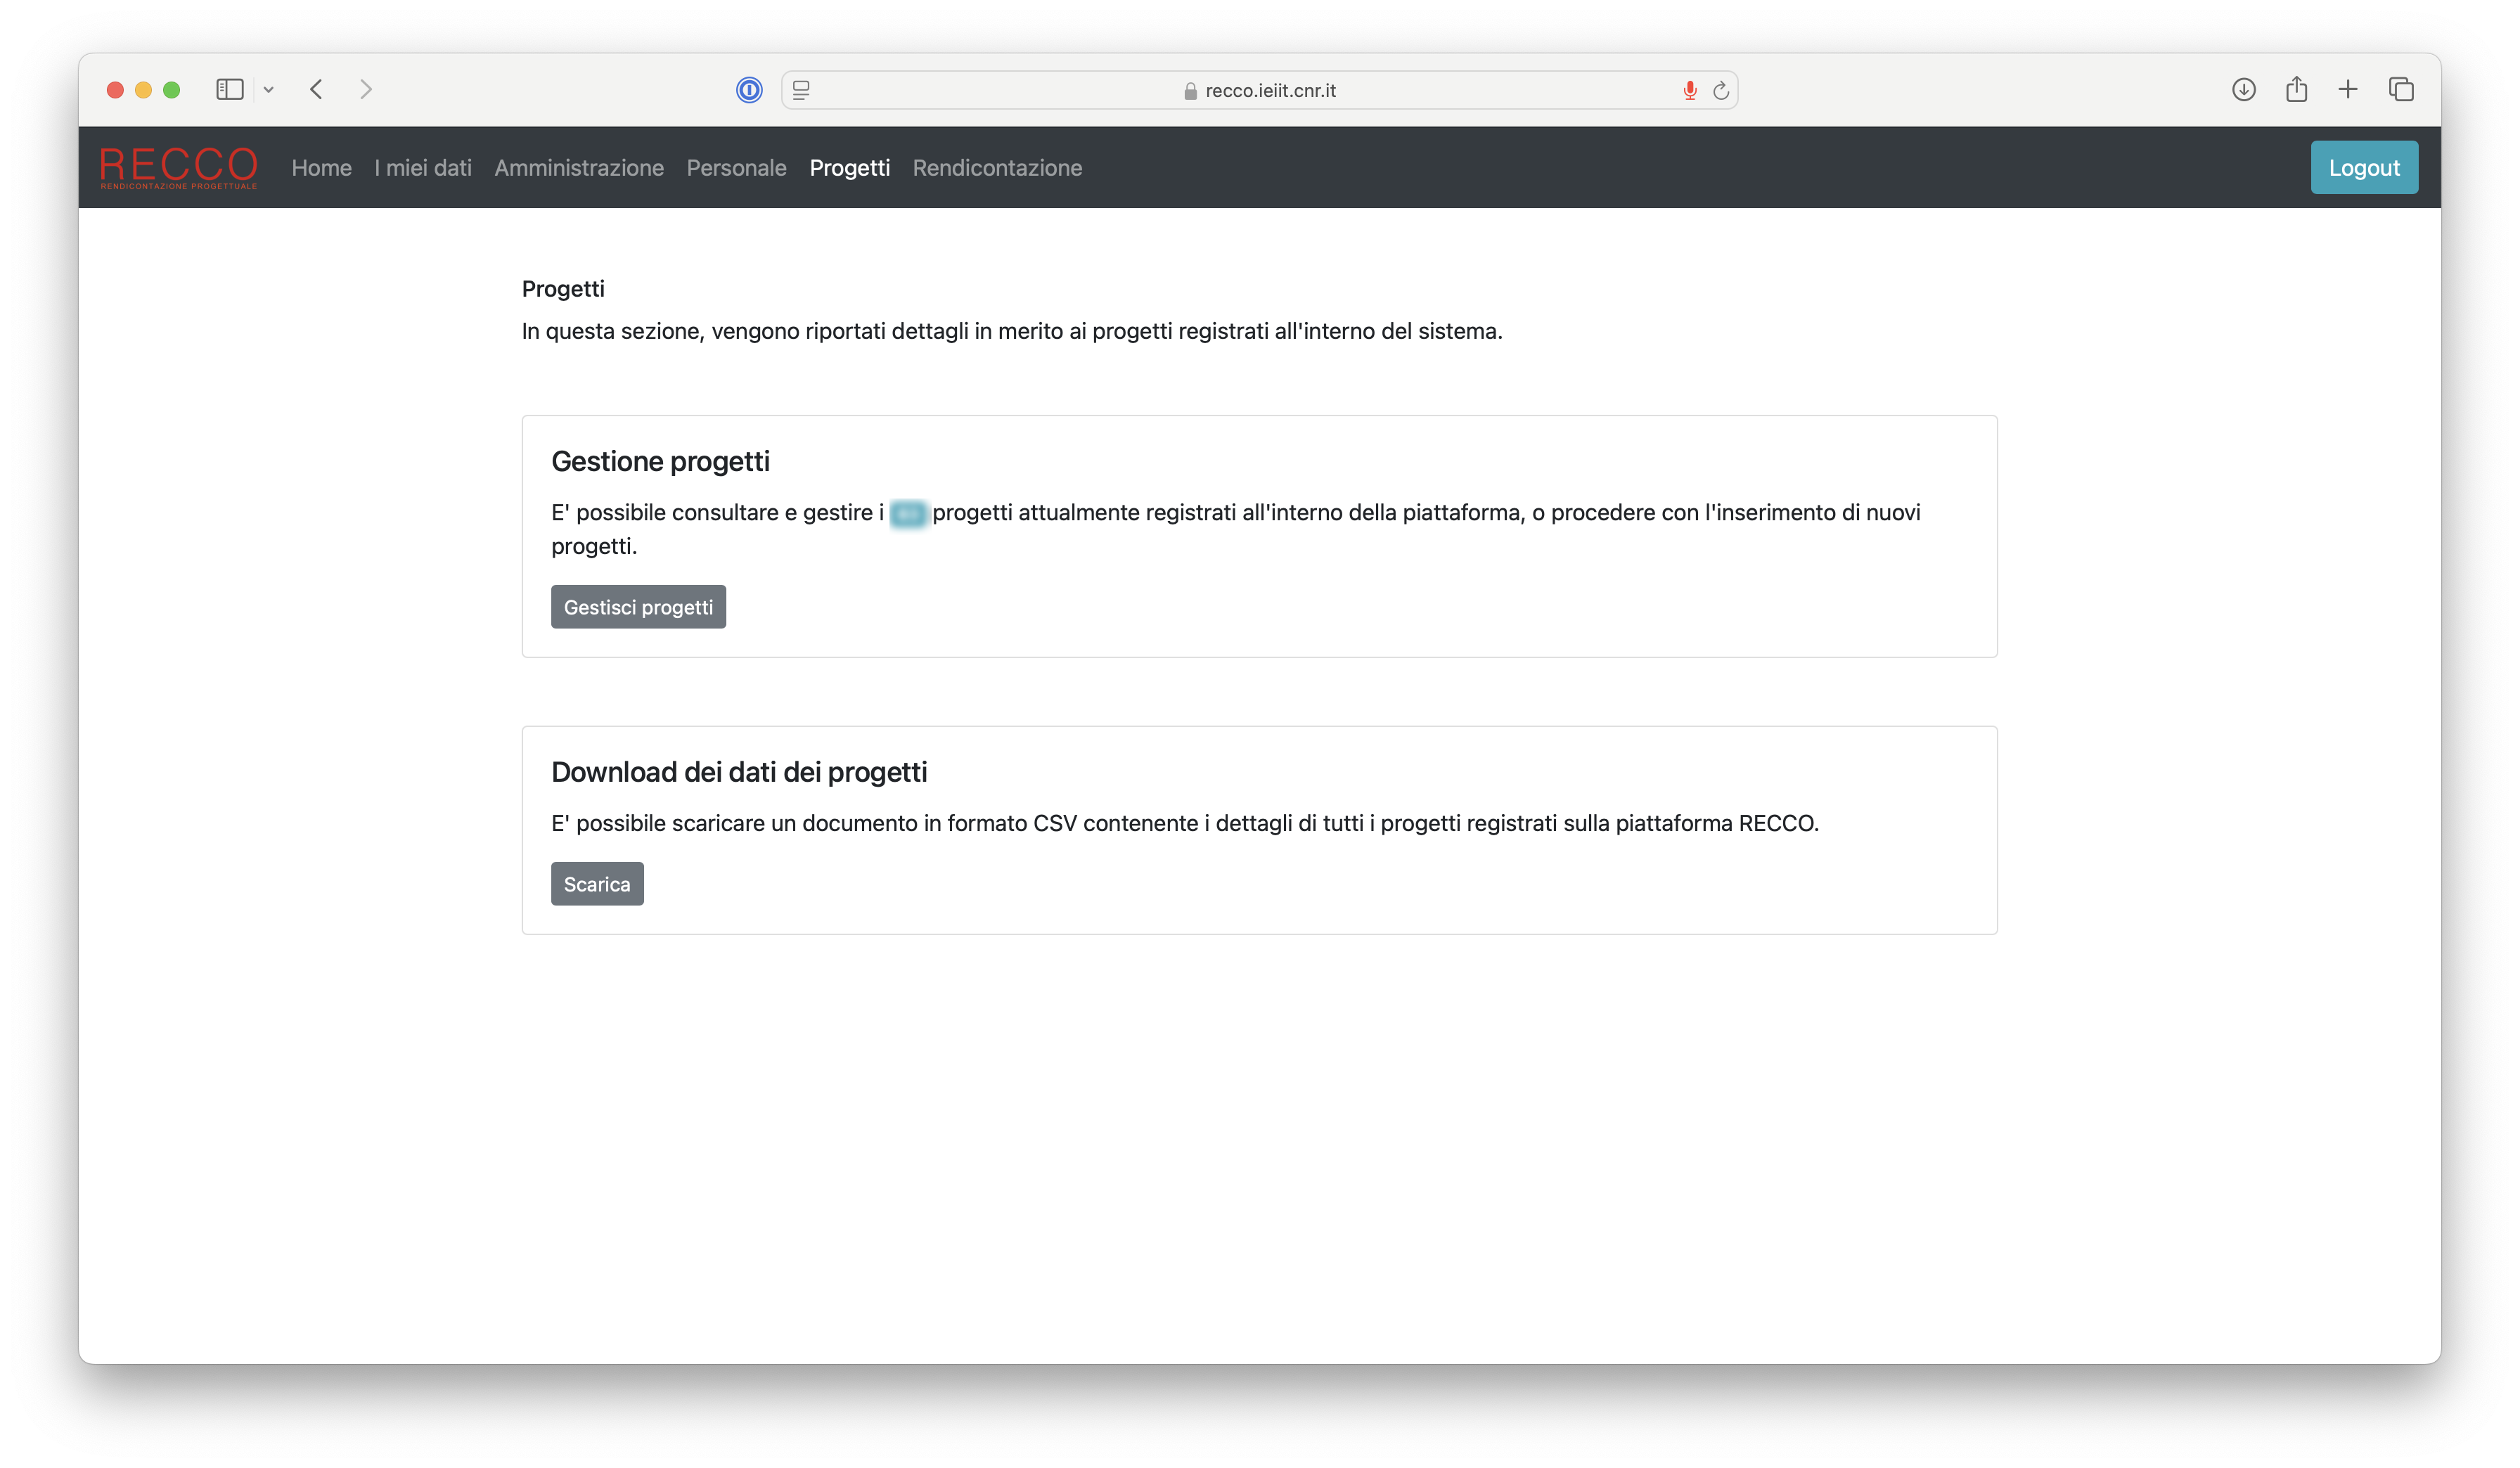 recco.ieiit.cnr.it
RECCO
RENDICONTAZIONE PROGETTUALE
Home I miei dati Amministrazione Personale Progetti Rendicontazione Logout
Progetti
In questa sezione, vengono riportati dettagli in merito ai progetti registrati all'interno del sistema.
Gestione progetti
E' possibile consultare e gestire i progetti attualmente registrati all'interno della piattaforma, o procedere con l'inserimento di nuovi
progetti.
Gestisci progetti
Download dei dati dei progetti
E' possibile scaricare un documento in formato CSV contenente i dettagli di tutti i progetti registrati sulla piattaforma RECCO.
Scarica